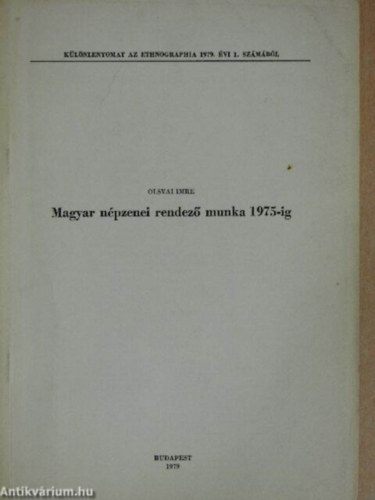 KÜLÖNLENYOMAT AZ ETHNOGRAPHIA 1979. ÉVI 1. SZÁMÁBÓL
OLSVAI IMRE
Magyar népzenei rendező munka 1975-ig
BUDAPEST
1979
Antikvárium.hu